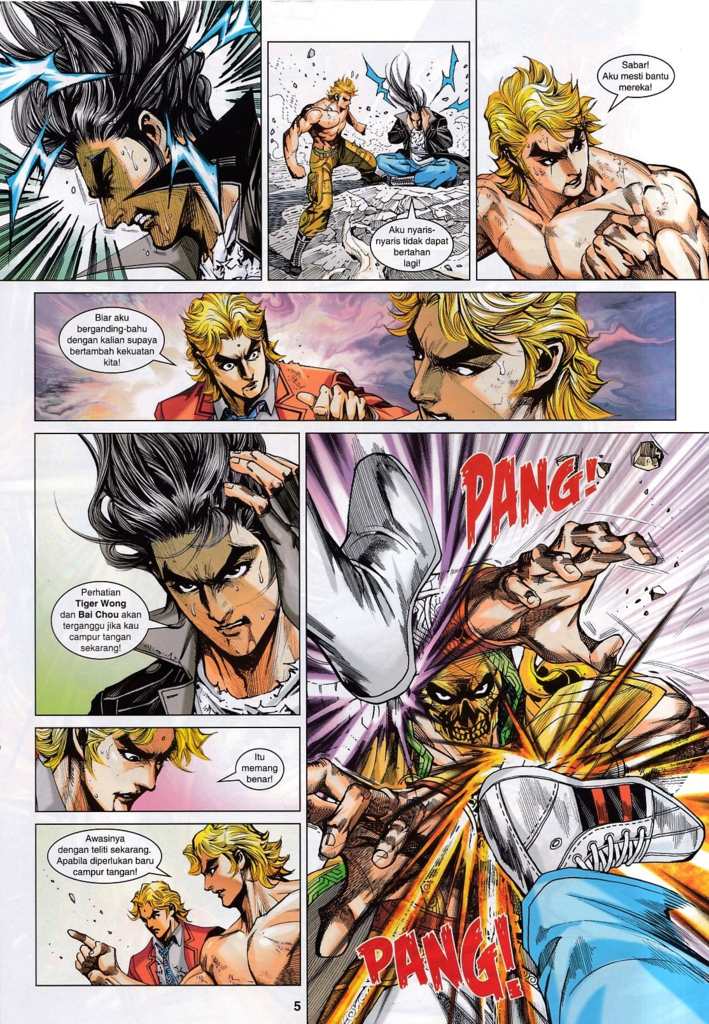 Aku nyaris-
nyaris tidak dapat
bertahan
lagi!
Sabar!
Aku mesti bantu
mereka!
Biar aku
berganding-bahu
dengan kalian supaya
bertambah kekuatan
kita!
Perhatian
Tiger Wong
dan Bai Chou akan
terganggu jika kau
campur tangan
sekarang!
PANG!
Itu
memang
benar!
Awasinya
dengan teliti sekarang.
Apabila diperlukan baru
campur tangan!
PANG!
5